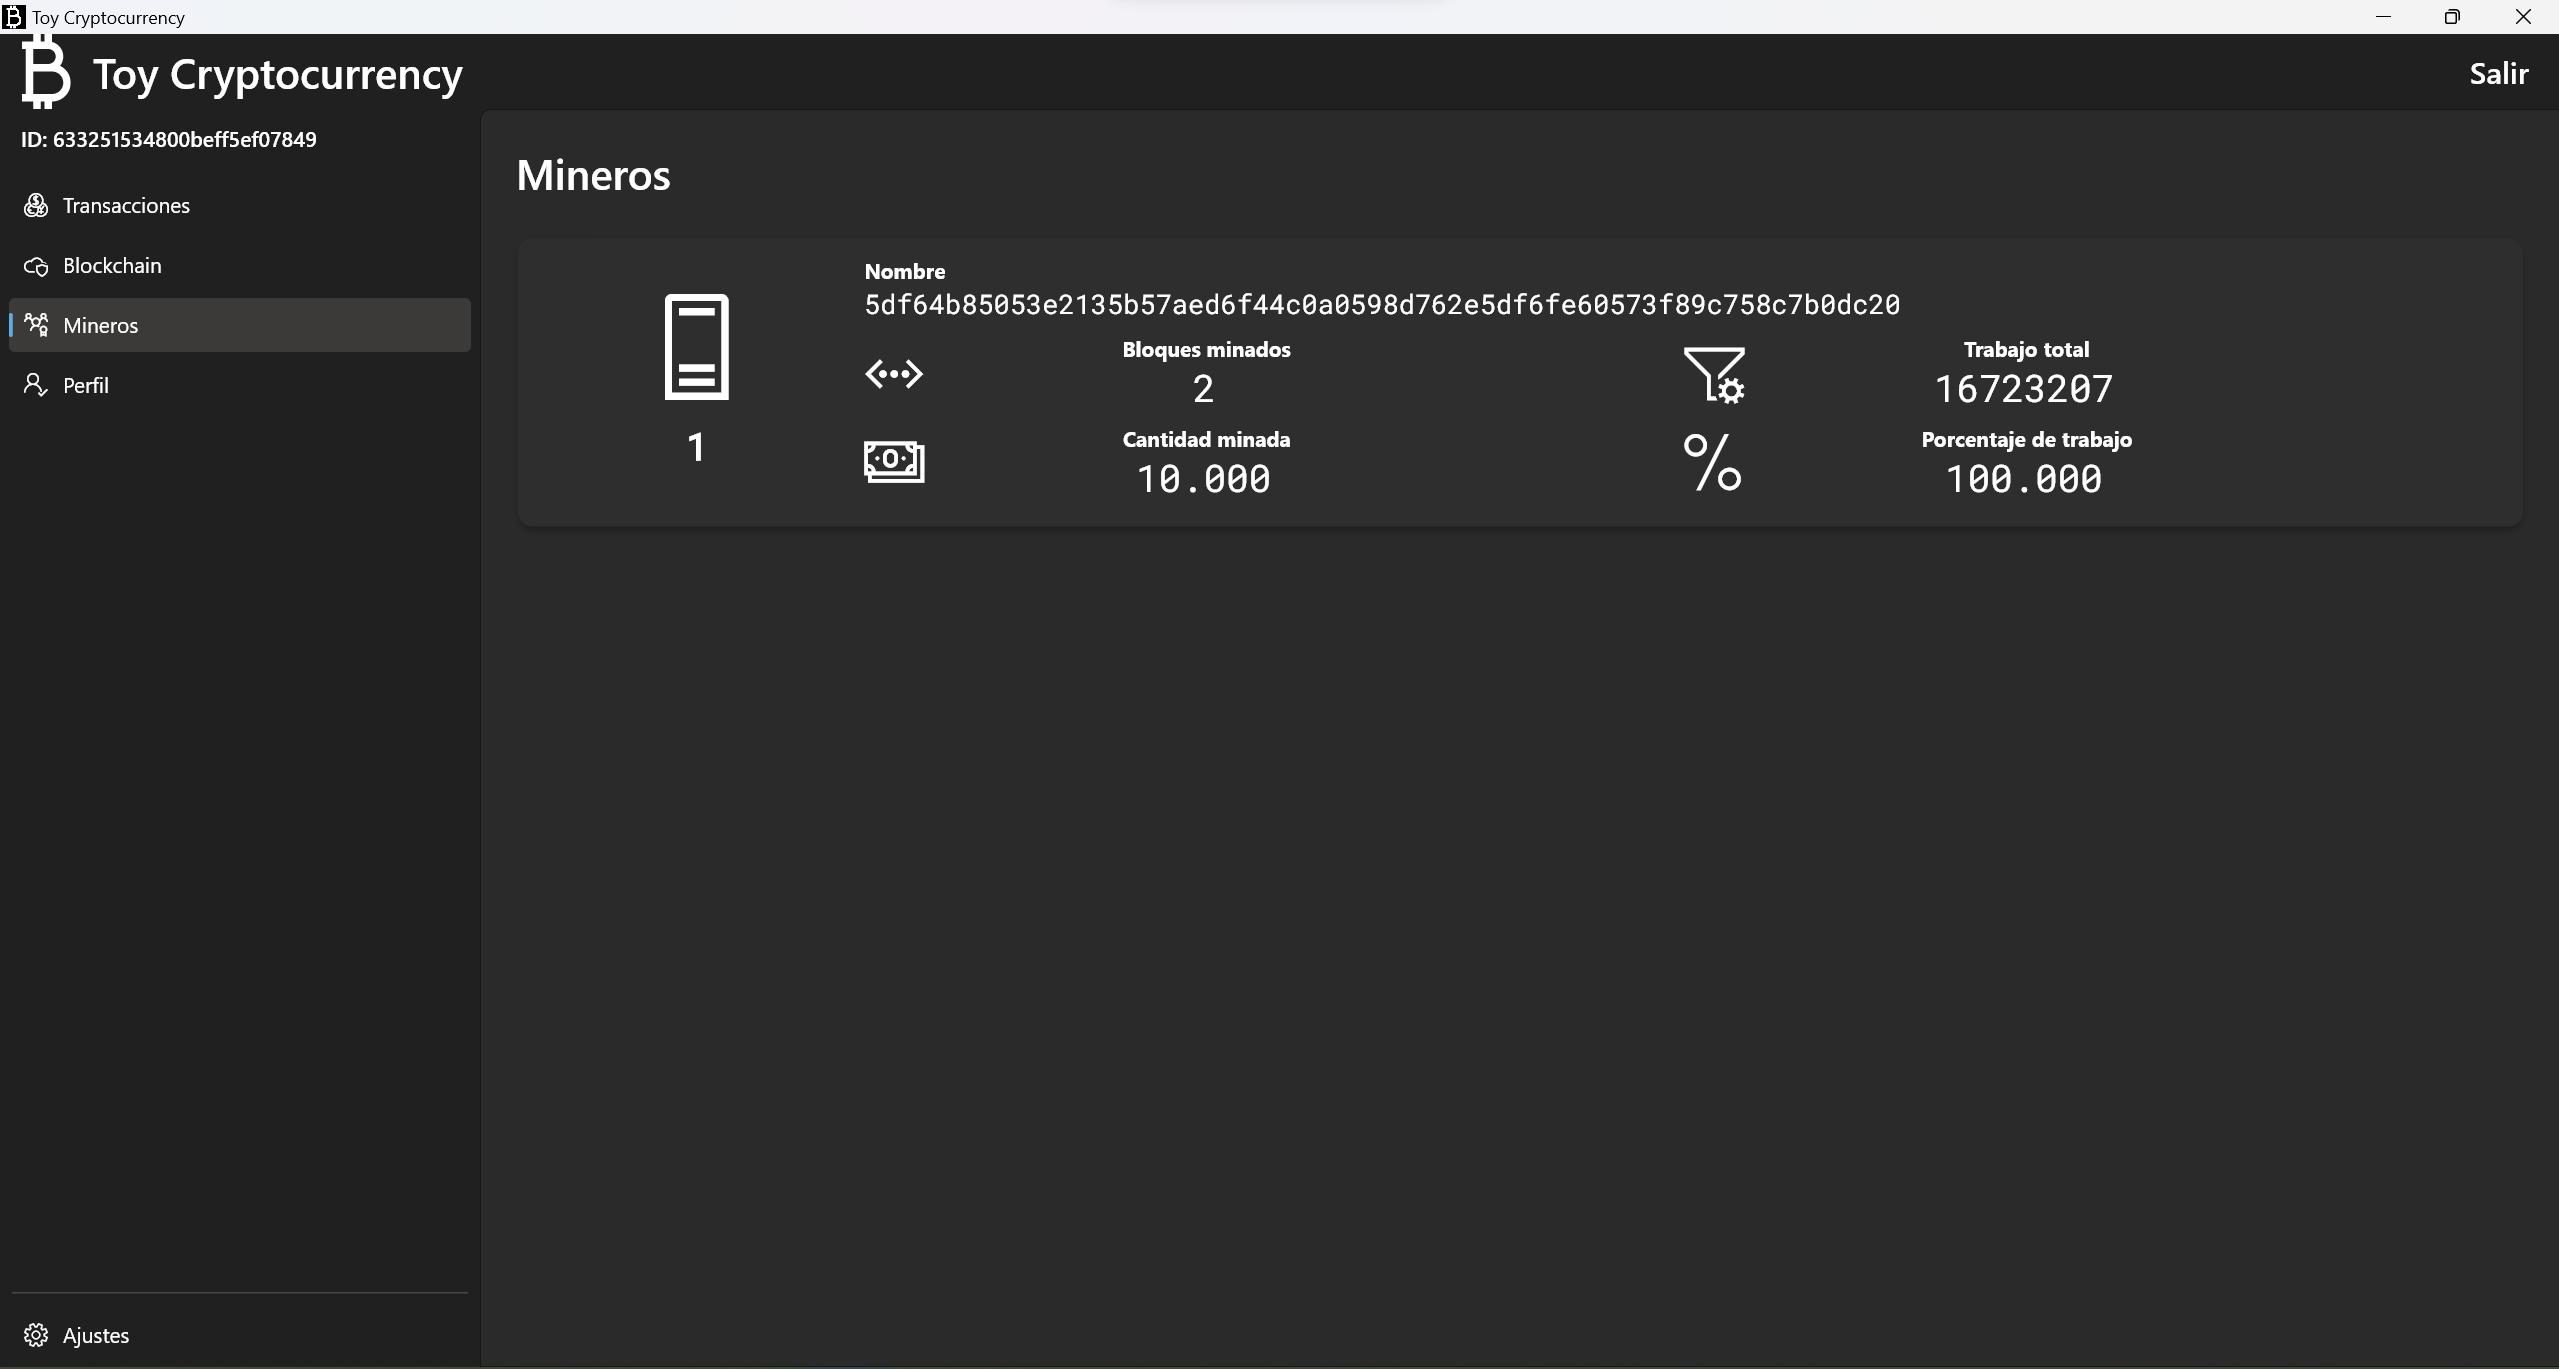 Toy Cryptocurrency
Toy Cryptocurrency
Salir
ID: 633251534800beff5ef07849
Transacciones
Blockchain
Mineros
Perfil
Ajustes
Mineros
1
Nombre
5df64b85053e2135b57aed6f44c0a0598d762e5df6fe60573f89c758c7b0dc20
Bloques minados
2
Trabajo total
16723207
Cantidad minada
10.000
Porcentaje de trabajo
100.000